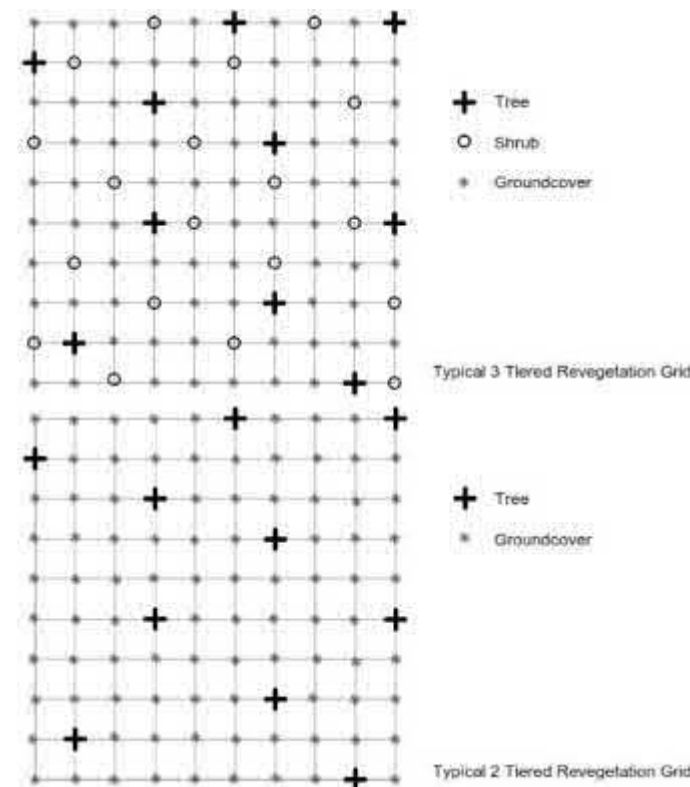 Tree
Shrub
Groundcover
Typical 3 Tiered Revegetation Grid
Tree
Groundcover
Typical 2 Tiered Revegetation Grid